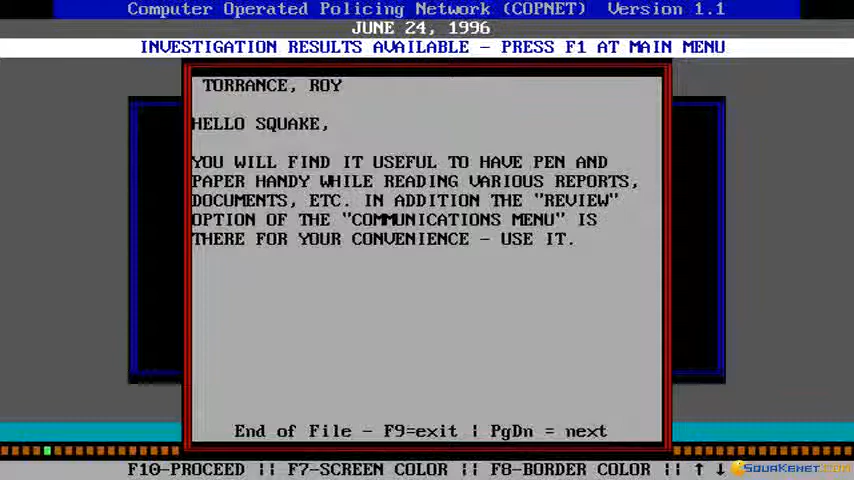 Computer Operated Policing Network (COPNET) Version 1.1
JUNE 24, 1996
INVESTIGATION RESULTS AVAILABLE - PRESS F1 AT MAIN MENU
TORRANCE, ROY
HELLO SQUAKE,
YOU WILL FIND IT USEFUL TO HAVE PEN AND
PAPER HANDY WHILE READING VARIOUS REPORTS,
DOCUMENTS, ETC. IN ADDITION THE "REVIEW"
OPTION OF THE "COMMUNICATIONS MENU" IS
THERE FOR YOUR CONVENIENCE - USE IT.
End of File - F9=exit | PgDn = next
F10-PROCEED || F7-SCREEN COLOR || F8-BORDER COLOR || ↑ ↓
SquaKenet.com